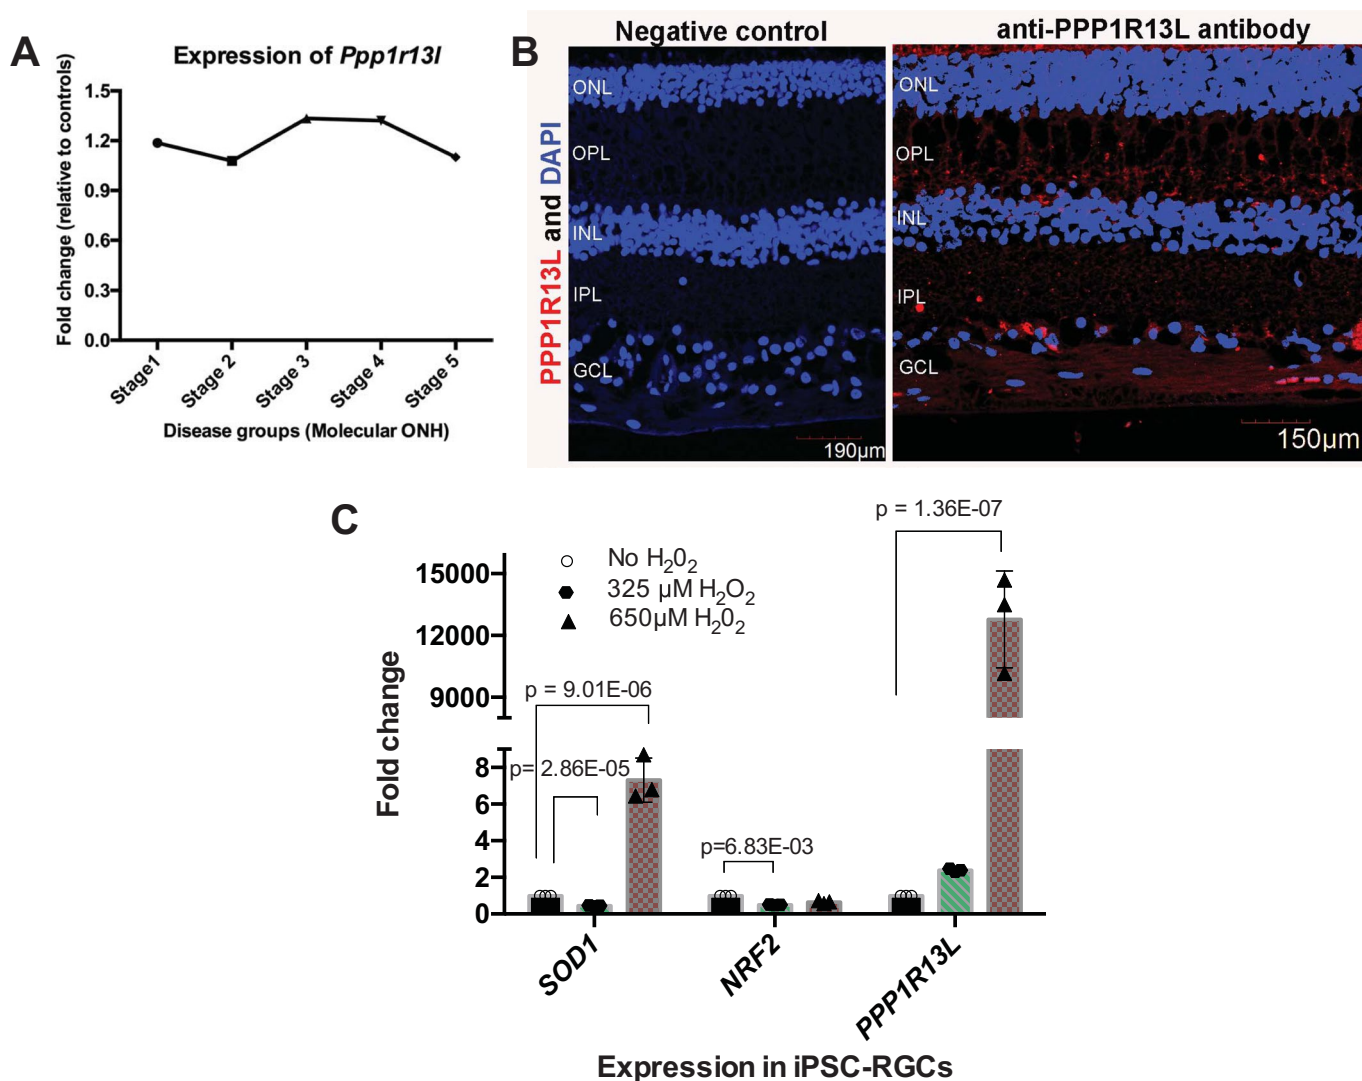 A
Expression of Ppp1r13l
Fold change (relative to controls)
1.5
1.2
0.9
0.6
0.3
0.0
Stage1
Stage 2
Stage 3
Stage 4
Stage 5
Disease groups (Molecular ONH)
B
Negative control
anti-PPP1R13L antibody
PPP1R13L and DAPI
ONL
OPL
INL
IPL
GCL
190µm
ONL
OPL
INL
IPL
GCL
150µm
C
No H₂0₂
325 µM H₂O₂
650µM H₂0₂
Fold change
15000
12000
9000
8
6
4
2
0
p = 9.01E-06
p= 2.86E-05
p=6.83E-03
p = 1.36E-07
SOD1
NRF2
PPP1R13L
Expression in iPSC-RGCs